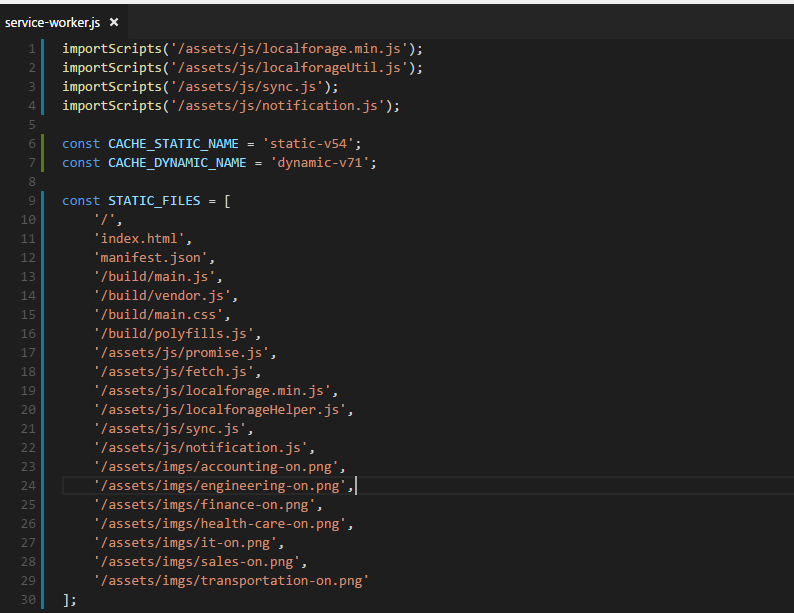 service-worker.js ×
1 importScripts('/assets/js/localforage.min.js');
2 importScripts('/assets/js/localforageUtil.js');
3 importScripts('/assets/js/sync.js');
4 importScripts('/assets/js/notification.js');
5
6 const CACHE_STATIC_NAME = 'static-v54';
7 const CACHE_DYNAMIC_NAME = 'dynamic-v71';
8
9 const STATIC_FILES = [
10 '/',
11 'index.html',
12 'manifest.json',
13 '/build/main.js',
14 '/build/vendor.js',
15 '/build/main.css',
16 '/build/polyfills.js',
17 '/assets/js/promise.js',
18 '/assets/js/fetch.js',
19 '/assets/js/localforage.min.js',
20 '/assets/js/localforageHelper.js',
21 '/assets/js/sync.js',
22 '/assets/js/notification.js',
23 '/assets/imgs/accounting-on.png',
24 '/assets/imgs/engineering-on.png',
25 '/assets/imgs/finance-on.png',
26 '/assets/imgs/health-care-on.png',
27 '/assets/imgs/it-on.png',
28 '/assets/imgs/sales-on.png',
29 '/assets/imgs/transportation-on.png'
30 ];